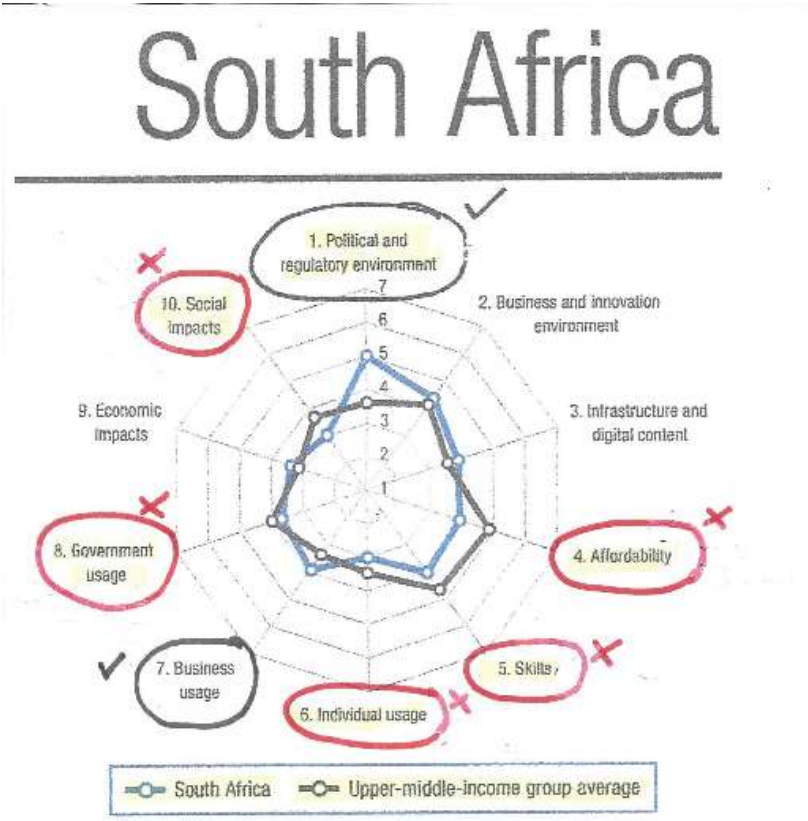 South Africa
1. Political and
regulatory environment
10. Social
impacts
2. Business and innovation
environment
7
6
5
4
3
2
1
9. Economic
impacts
3. Infrastructure and
digital content
8. Government
usage
4. Affordability
7. Business
usage
5. Skills
6. Individual usage
South Africa
Upper-middle-income group average